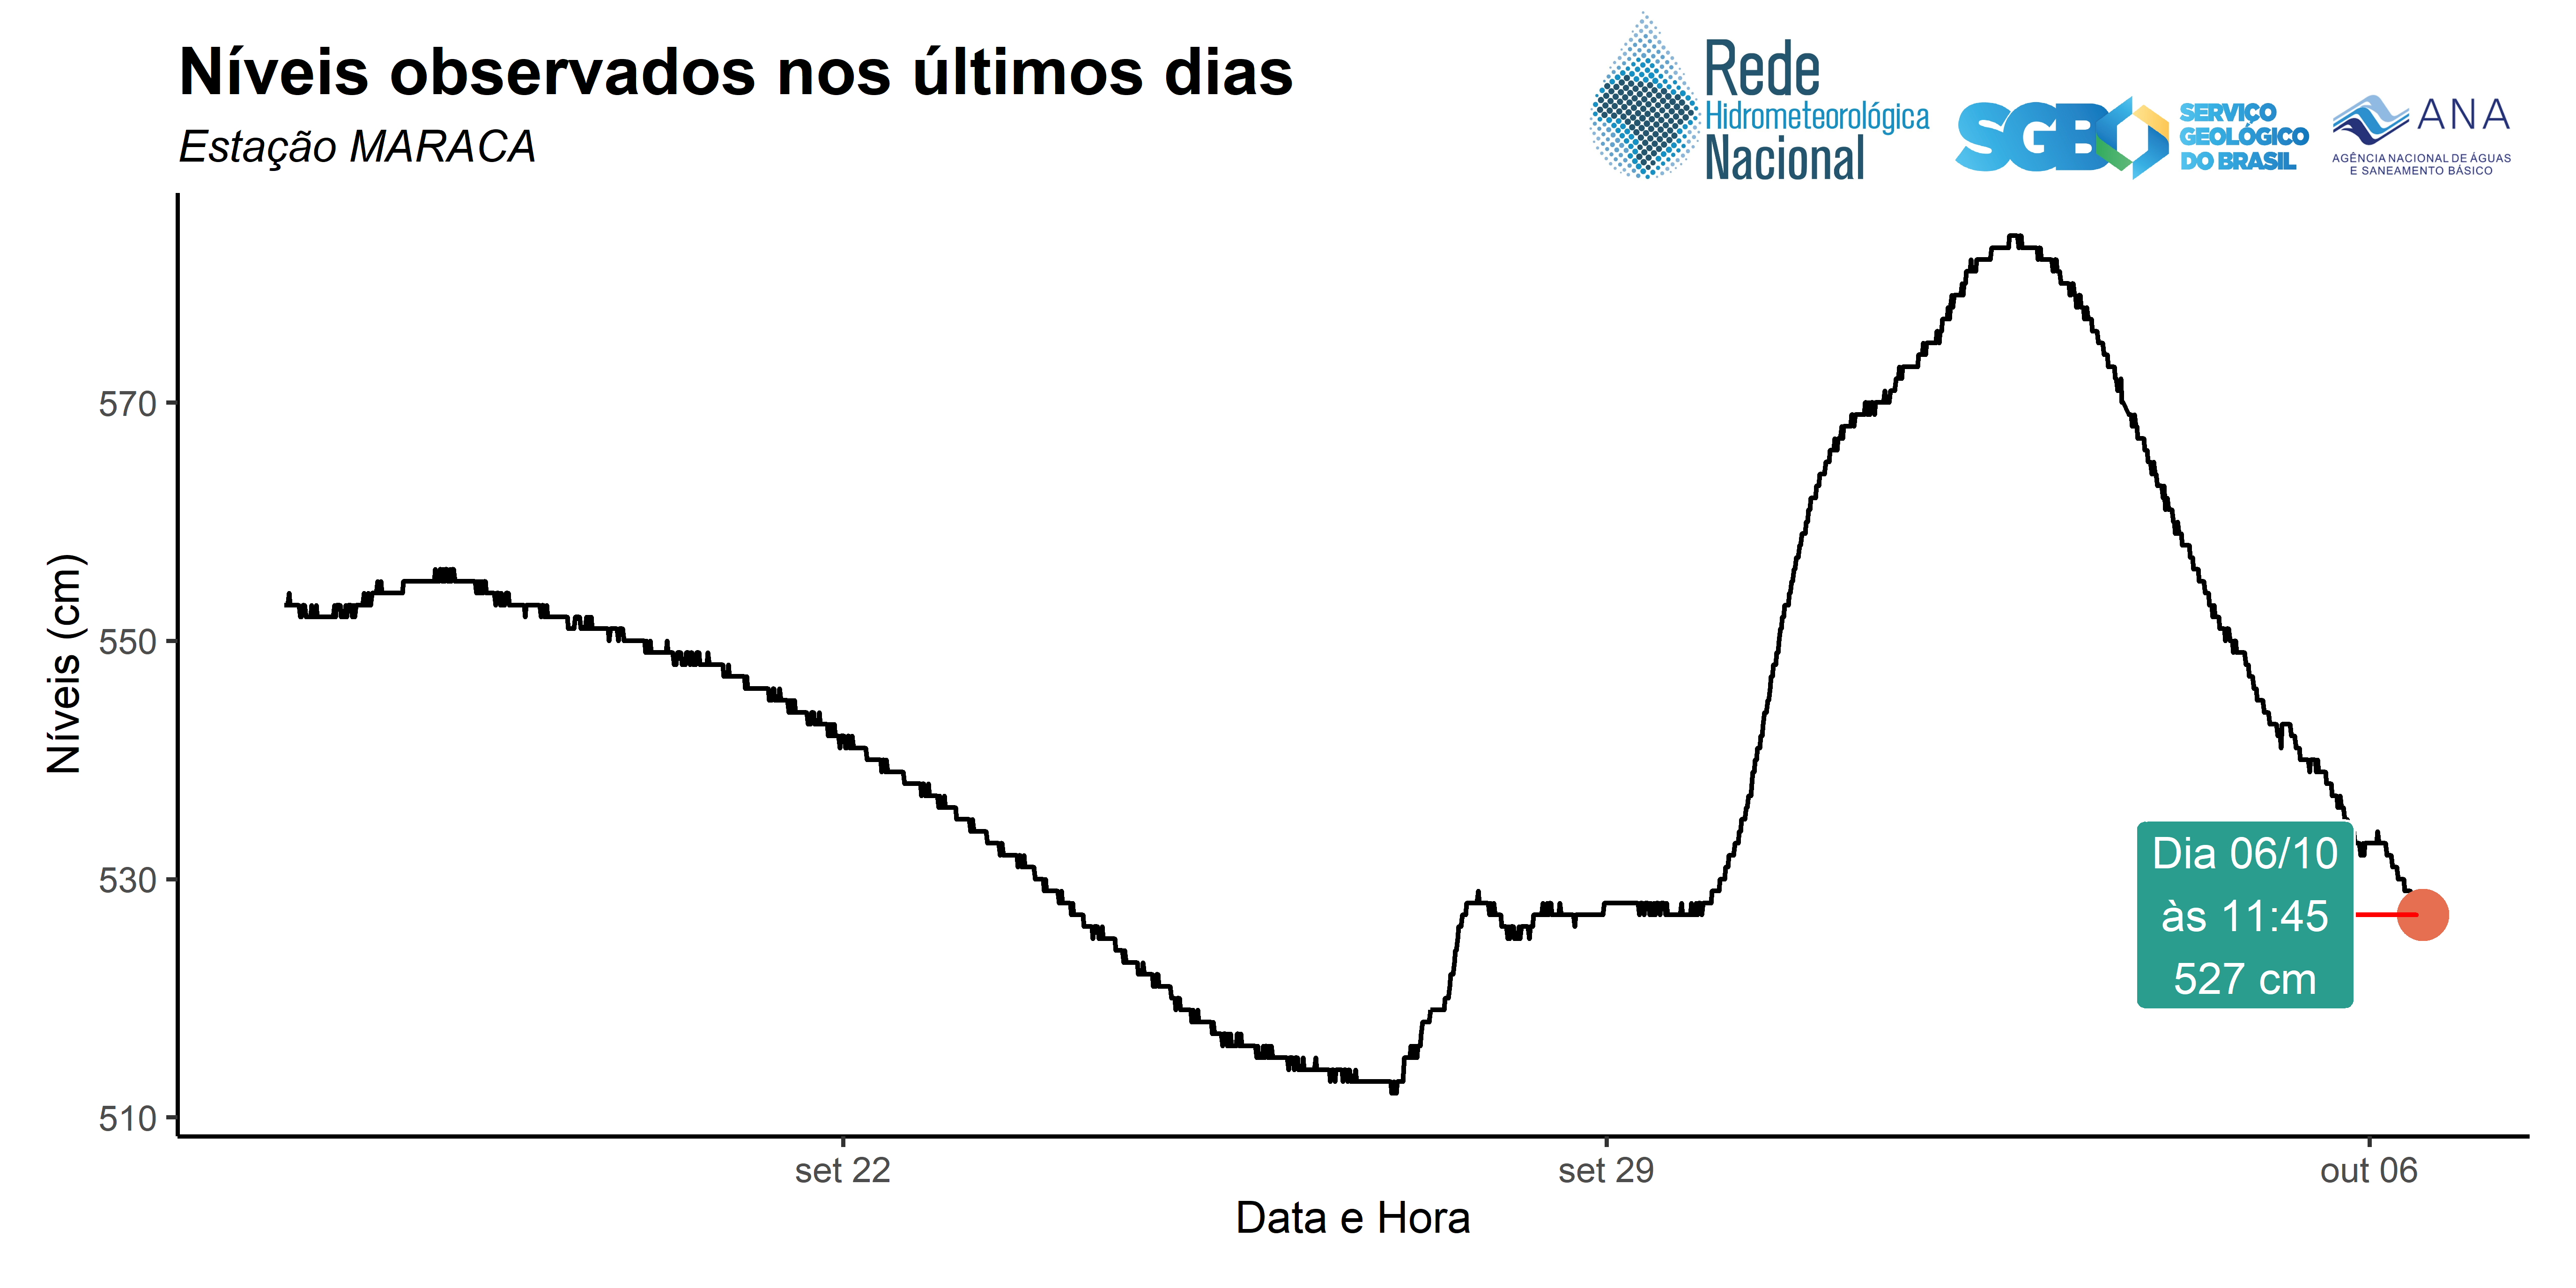 Níveis observados nos últimos dias
Estação MARACA
Rede
Hidrometeorológica
Nacional
SGB
SERVIÇO
GEOLÓGICO
DO BRASIL
ANA
AGÊNCIA NACIONAL DE ÁGUAS
E SANEAMENTO BÁSICO
Níveis (cm)
570
550
530
510
Dia 06/10
às 11:45
527 cm
set 22
set 29
out 06
Data e Hora